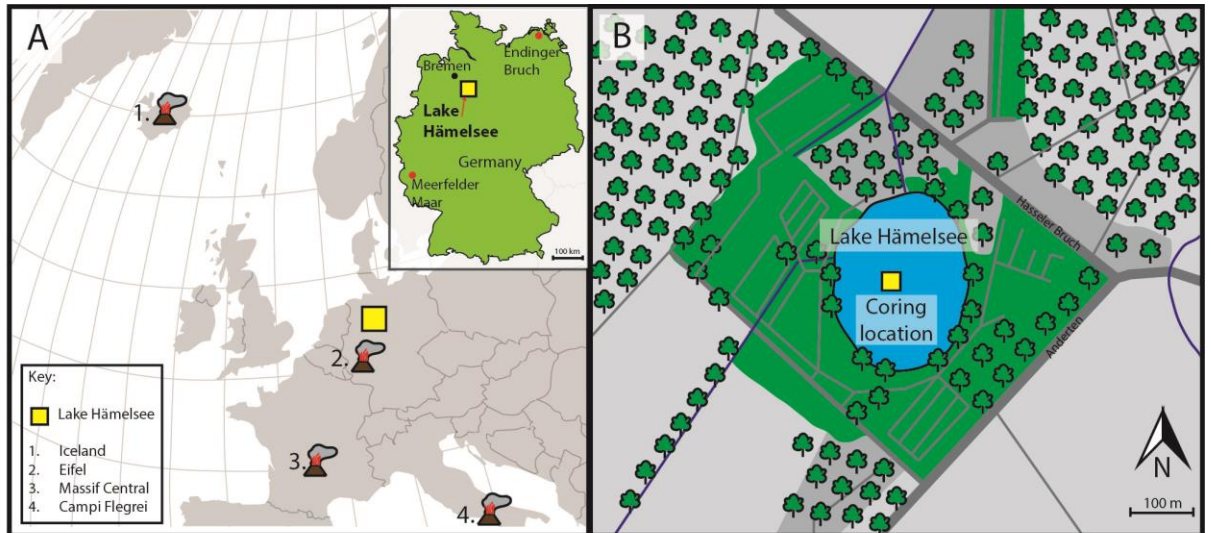 A
1.
2.
3.
4.
Key:
Lake Hämelsee
1. Iceland
2. Eifel
3. Massif Central
4. Campi Flegrei
Endinger
Bruch
Bremen
Lake
Hämelsee
Germany
Meerfelder
Maar
100 km
B
Hasseler Bruch
Lake Hämelsee
Coring
location
Anderten
N
100 m